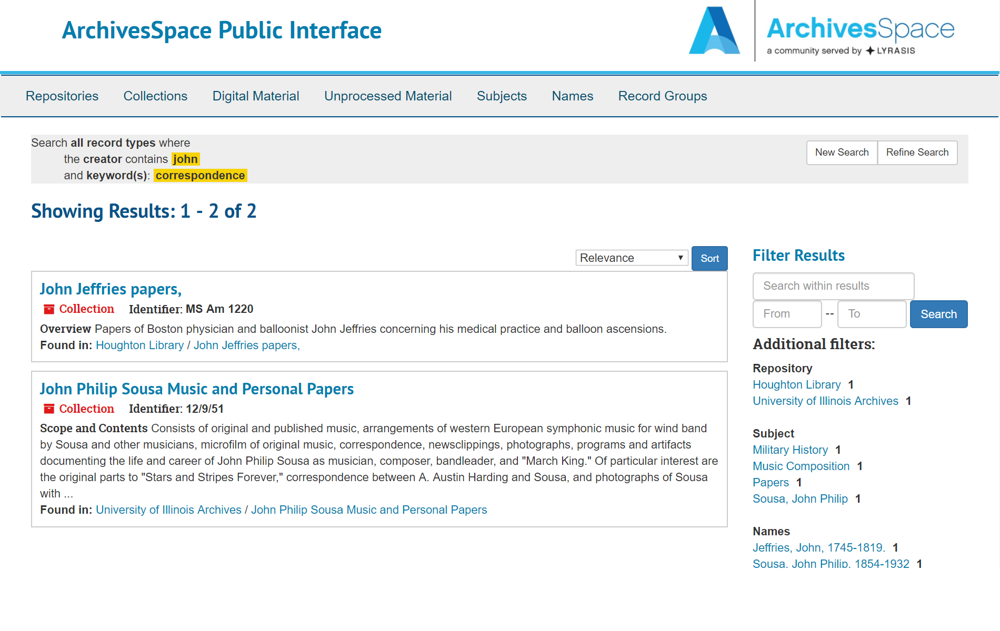 ArchivesSpace Public Interface
ArchivesSpace
a community served by LYRASIS
Repositories Collections Digital Material Unprocessed Material Subjects Names Record Groups
Search all record types where
the creator contains john
and keyword(s): correspondence
New Search Refine Search
Showing Results: 1 - 2 of 2
Relevance Sort
John Jeffries papers,
Collection Identifier: MS Am 1220
Overview Papers of Boston physician and balloonist John Jeffries concerning his medical practice and balloon ascensions.
Found in: Houghton Library / John Jeffries papers,
John Philip Sousa Music and Personal Papers
Collection Identifier: 12/9/51
Scope and Contents Consists of original and published music, arrangements of western European symphonic music for wind band
by Sousa and other musicians, microfilm of original music, correspondence, newsclippings, photographs, programs and artifacts
documenting the life and career of John Philip Sousa as musician, composer, bandleader, and "March King." Of particular interest are
the original parts to "Stars and Stripes Forever," correspondence between A. Austin Harding and Sousa, and photographs of Sousa
with ...
Found in: University of Illinois Archives / John Philip Sousa Music and Personal Papers
Filter Results
Search within results
From -- To Search
Additional filters:
Repository
Houghton Library 1
University of Illinois Archives 1
Subject
Military History 1
Music Composition 1
Papers 1
Sousa, John Philip 1
Names
Jeffries, John, 1745-1819. 1
Sousa, John Philip, 1854-1932 1